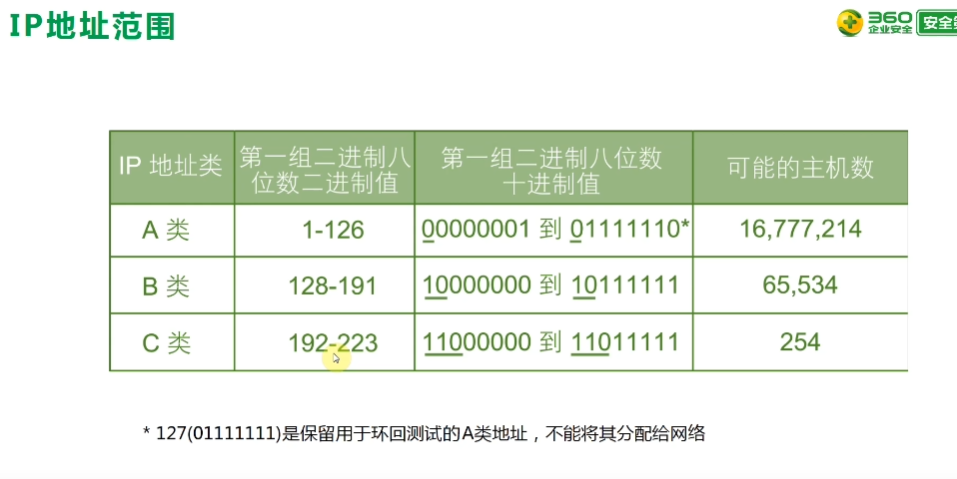 IP地址范围
360
企业安全
安全
IP 地址类
第一组二进制八
位数二进制值
第一组二进制八位数
十进制值
可能的主机数
A 类
1-126
00000001 到 01111110*
16,777,214
B 类
128-191
10000000 到 10111111
65,534
C 类
192-223
11000000 到 11011111
254
* 127(01111111)是保留用于环回测试的A类地址，不能将其分配给网络